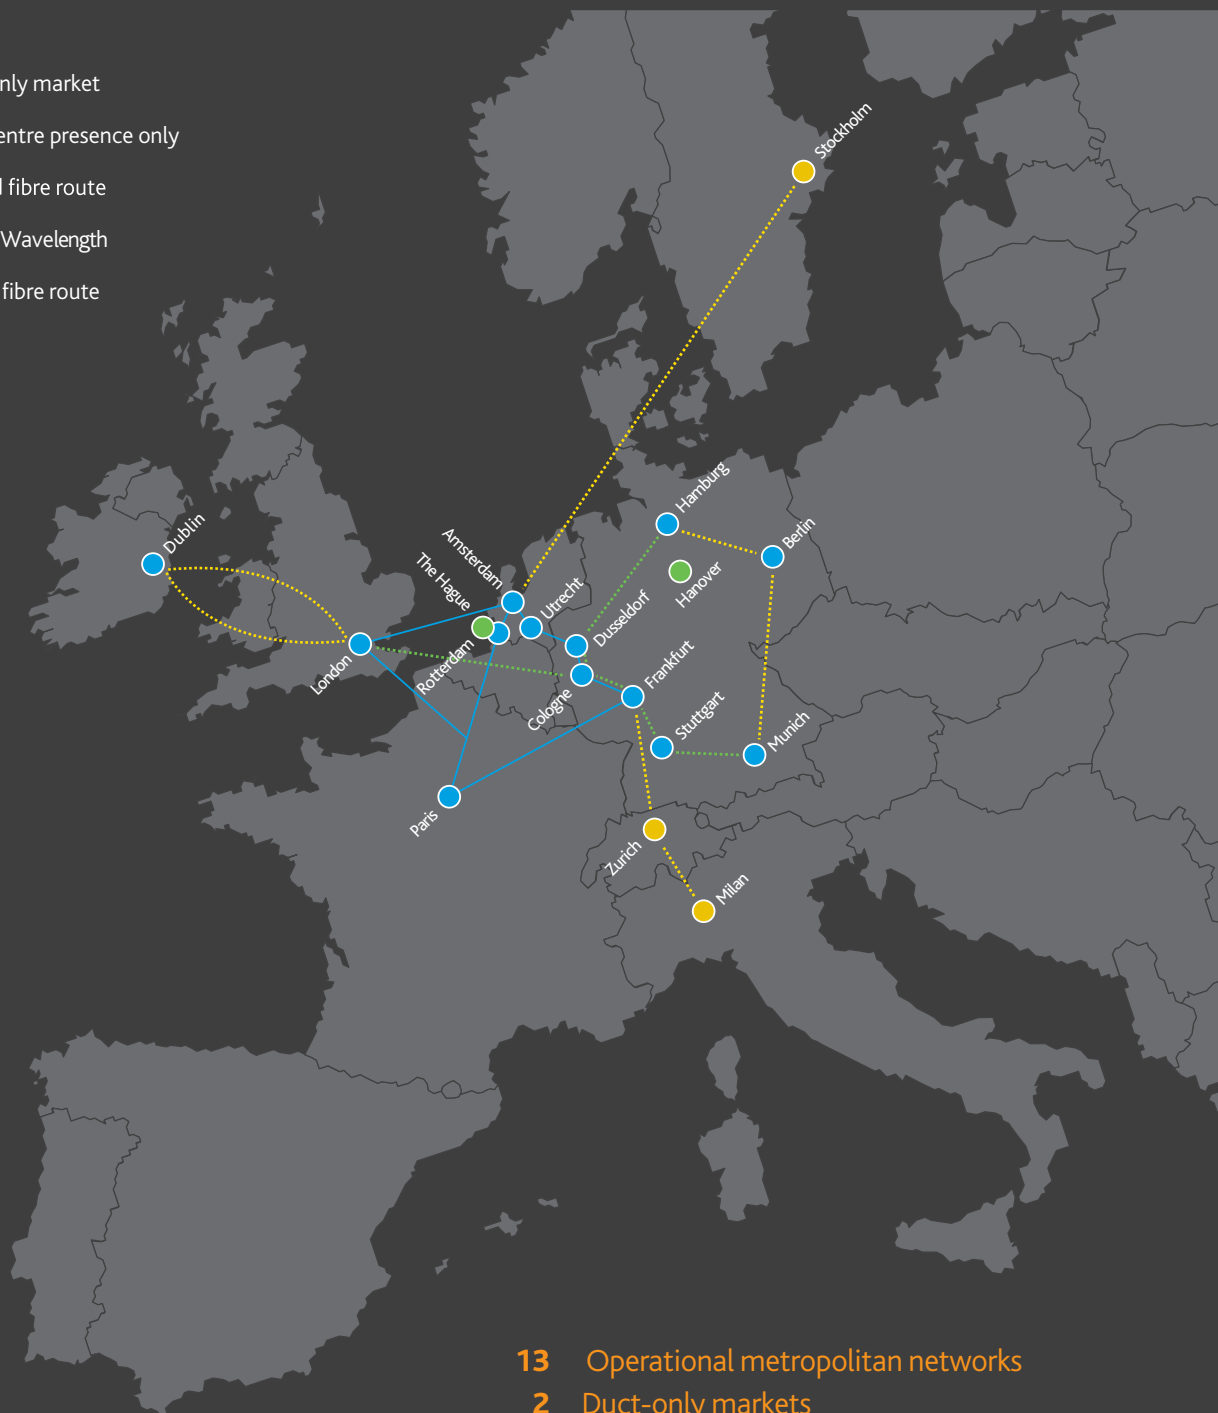 nly market
entre presence only
fibre route
Wavelength
fibre route
Stockholm
Hamburg
Dublin
Berlin
Amsterdam
The Hague
Hanover
Utrecht
Dusseldorf
Rotterdam
London
Frankfurt
Cologne
Stuttgart
Munich
Paris
Zurich
Milan
13 Operational metropolitan networks
2 Duct-only markets